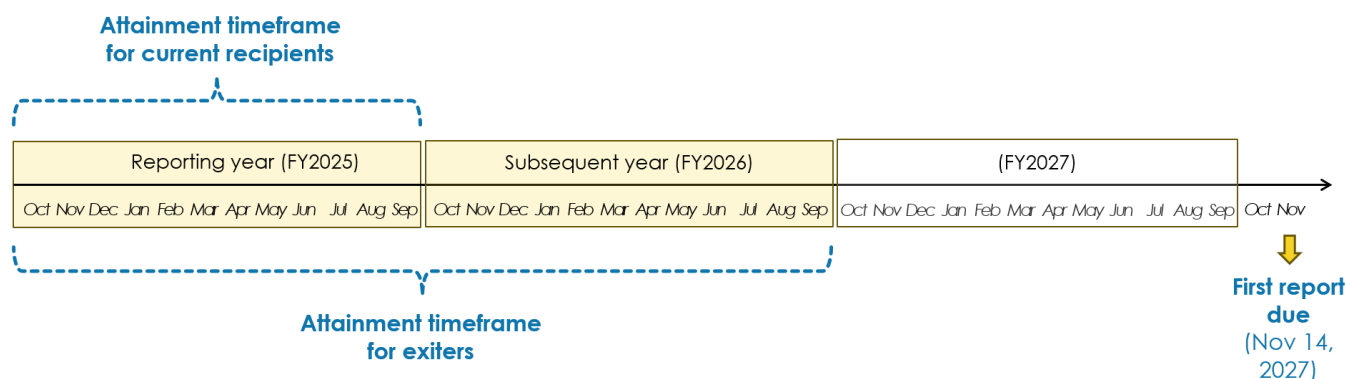 Attainment timeframe
for current recipients
Reporting year (FY2025)
Subsequent year (FY2026)
(FY2027)
Oct Nov Dec Jan Feb Mar Apr May Jun Jul Aug Sep
Oct Nov Dec Jan Feb Mar Apr May Jun Jul Aug Sep
Oct Nov Dec Jan Feb Mar Apr May Jun Jul Aug Sep
Oct Nov
Attainment timeframe
for exiters
First report
due
(Nov 14,
2027)